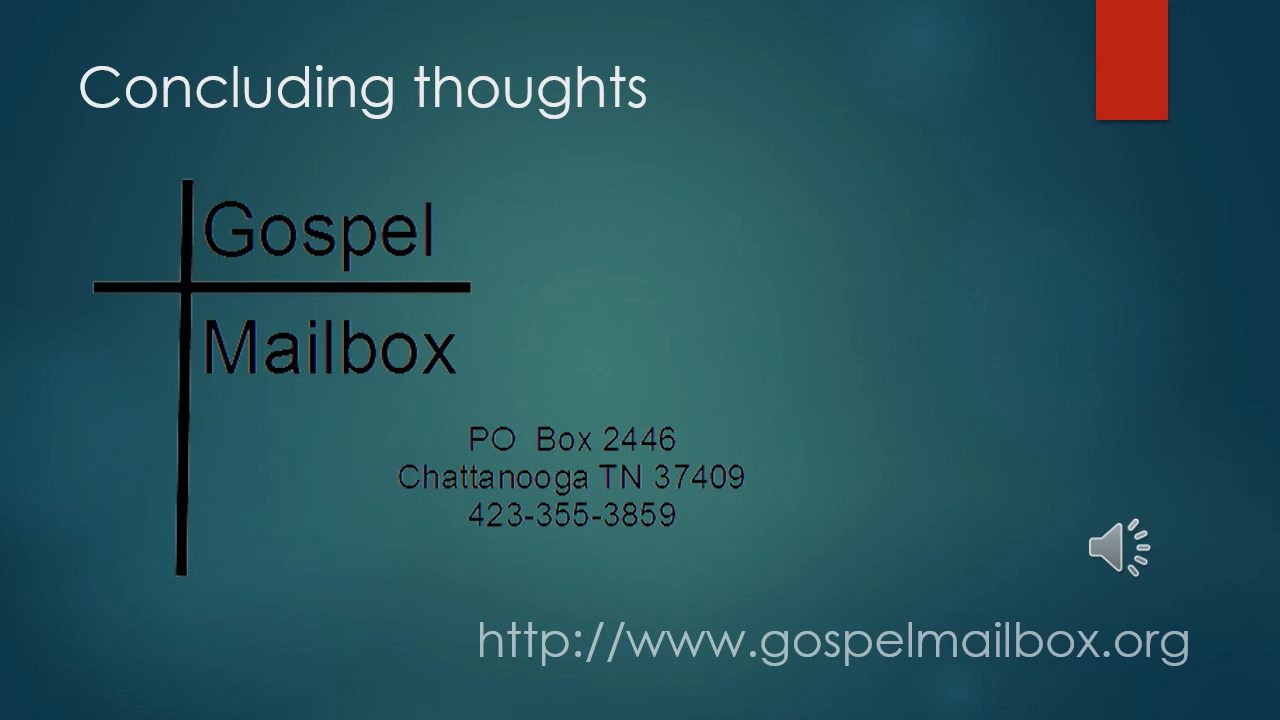 Concluding thoughts
Gospel
Mailbox
PO Box 2446
Chattanooga TN 37409
423-355-3859
http://www.gospelmailbox.org